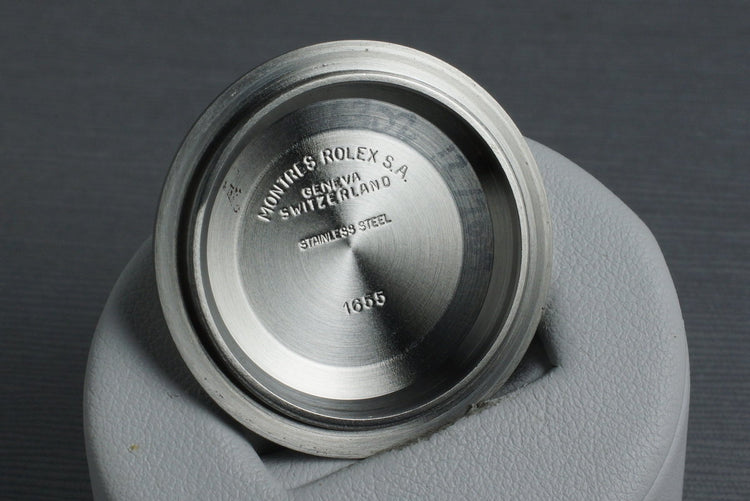 MONTRES ROLEX S.A.
GENEVA
SWITZERLAND
STAINLESS STEEL
1655